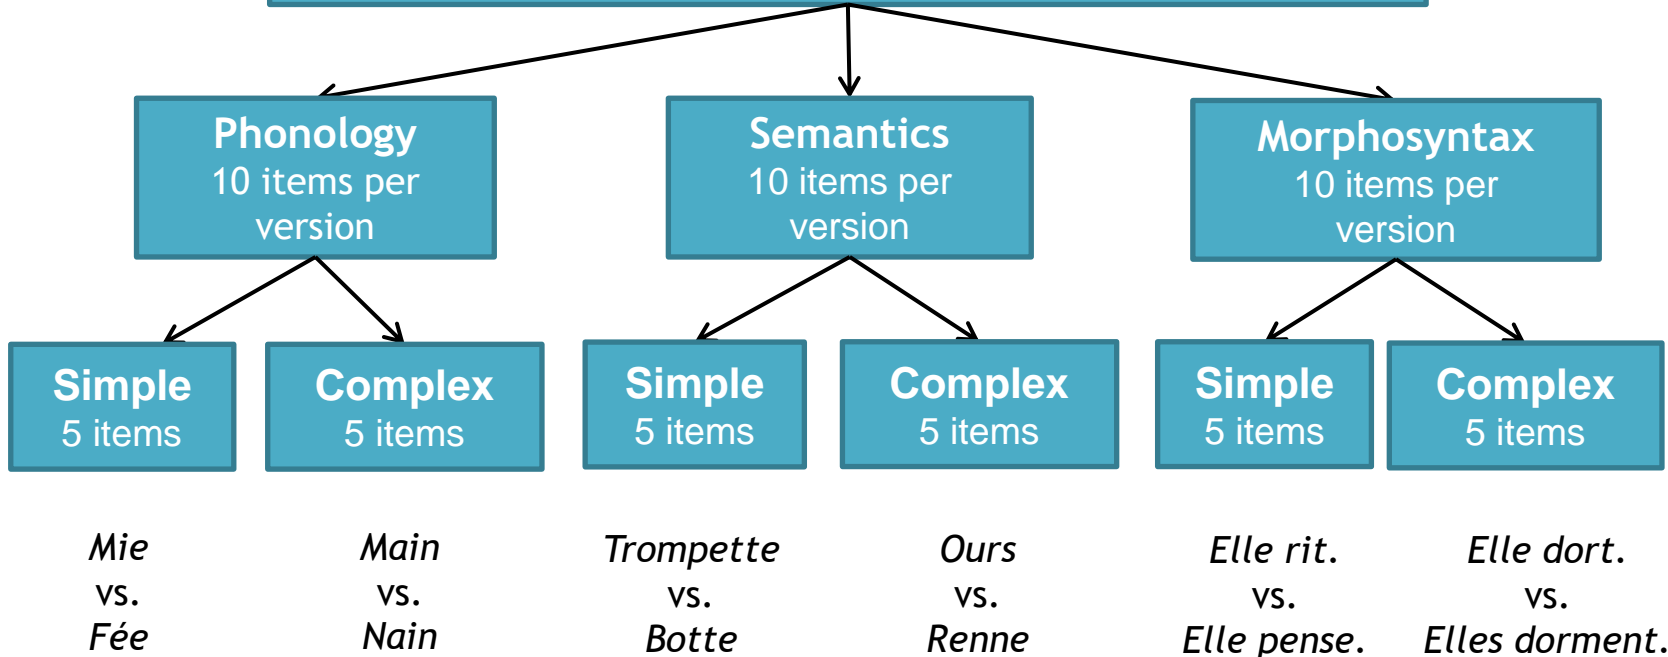 Phonology
10 items per
version
Semantics
10 items per
version
Morphosyntax
10 items per
version
Simple
5 items
Complex
5 items
Simple
5 items
Complex
5 items
Simple
5 items
Complex
5 items
Mie
vs.
Fée
Main
vs.
Nain
Trompette
vs.
Botte
Ours
vs.
Renne
Elle rit.
vs.
Elle pense.
Elle dort.
vs.
Elles dorment.